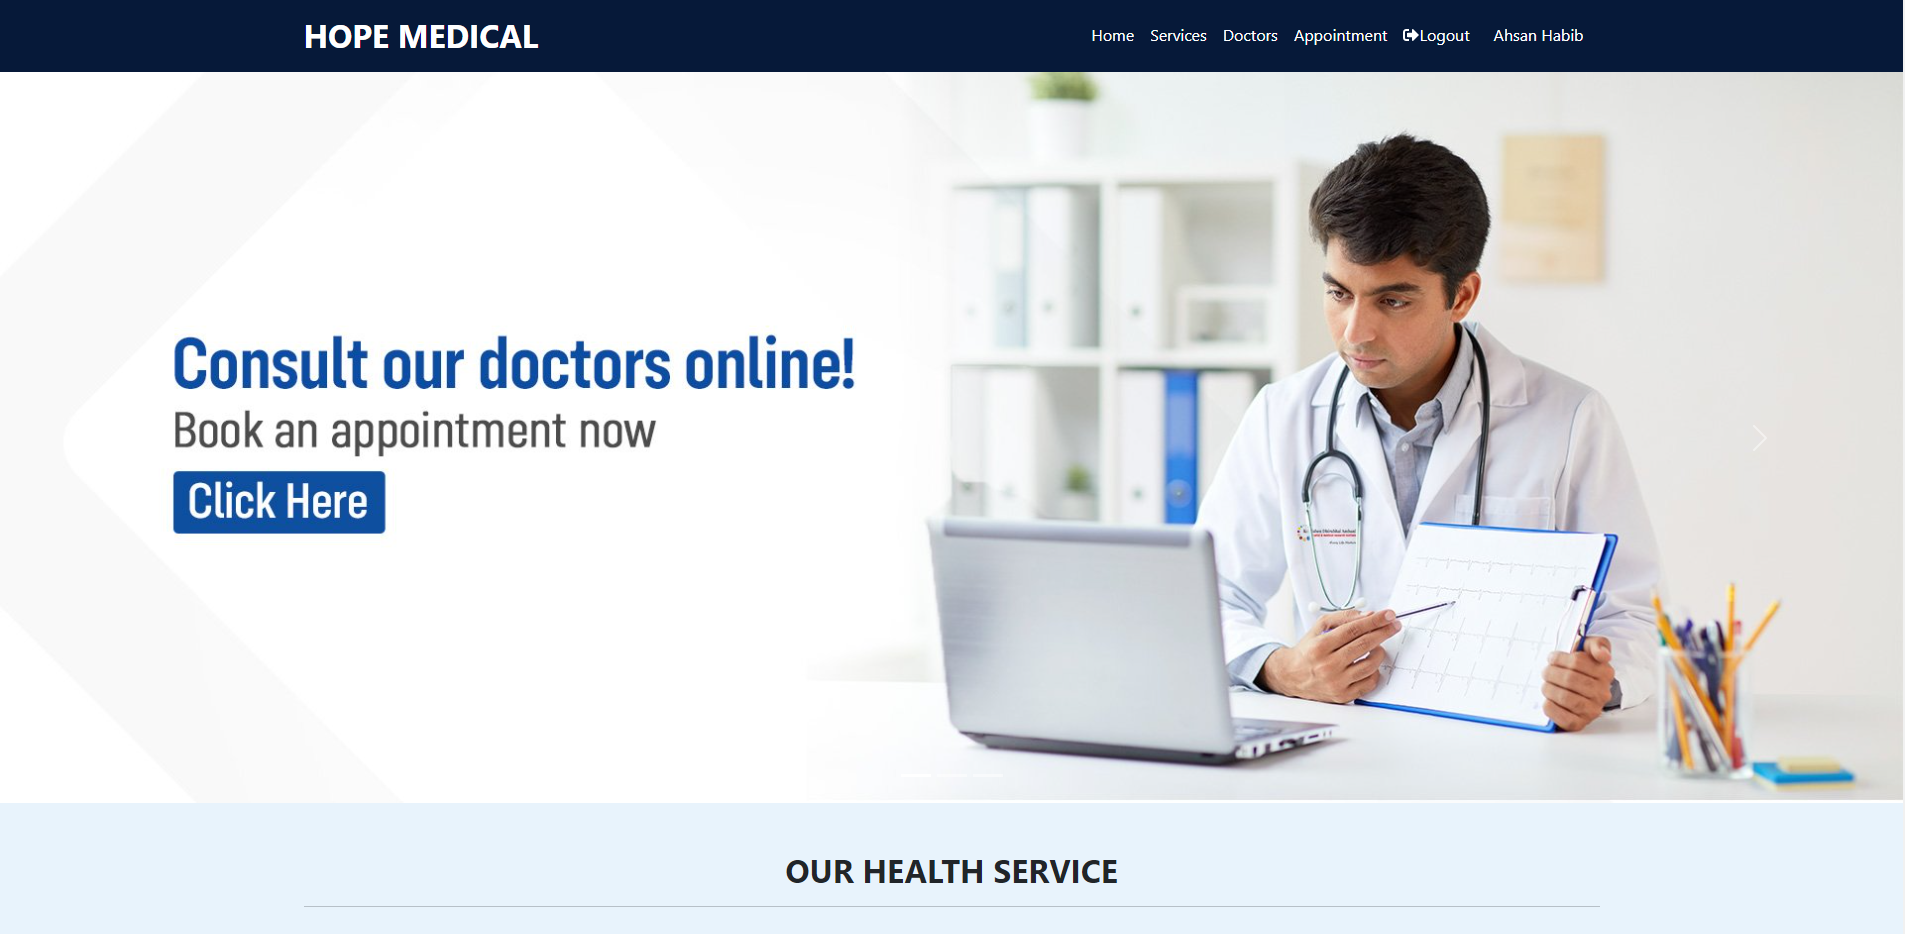 HOPE MEDICAL
Home Services Doctors Appointment Logout Ahsan Habib
Consult our doctors online!
Book an appointment now
Click Here
OUR HEALTH SERVICE